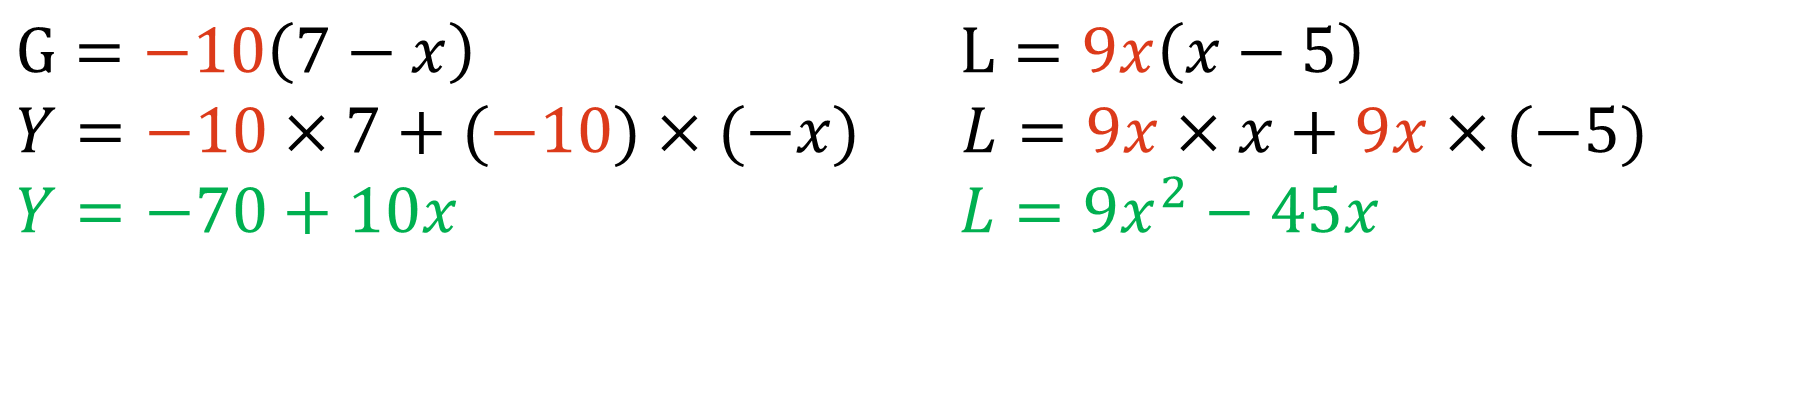 G = −10(7 − x)
Y = −10 × 7 + (−10) × (−x)
Y = −70 + 10x
L = 9x(x − 5)
L = 9x × x + 9x × (−5)
L = 9x² − 45x